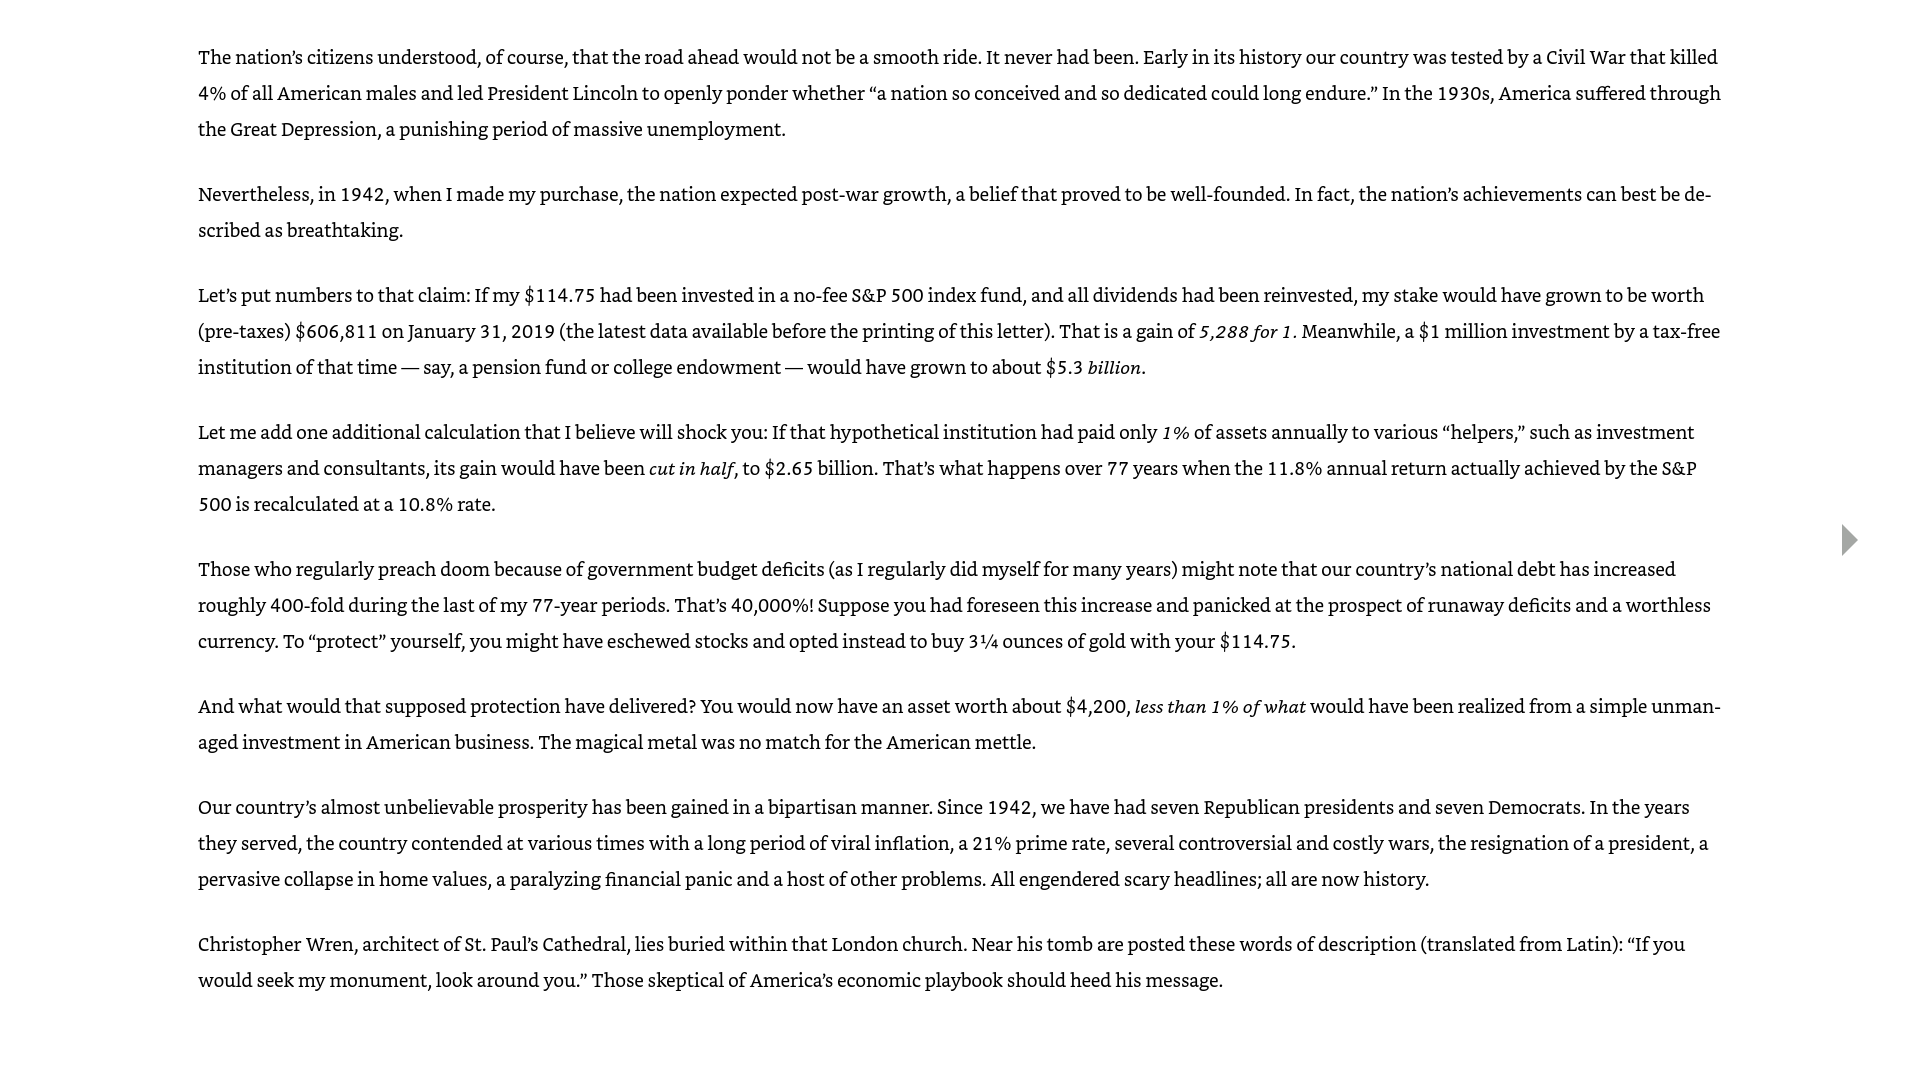 The nation’s citizens understood, of course, that the road ahead would not be a smooth ride. It never had been. Early in its history our country was tested by a Civil War that killed
4% of all American males and led President Lincoln to openly ponder whether “a nation so conceived and so dedicated could long endure.” In the 1930s, America suffered through
the Great Depression, a punishing period of massive unemployment.
Nevertheless, in 1942, when I made my purchase, the nation expected post-war growth, a belief that proved to be well-founded. In fact, the nation’s achievements can best be de-
scribed as breathtaking.
Let’s put numbers to that claim: If my $114.75 had been invested in a no-fee S&P 500 index fund, and all dividends had been reinvested, my stake would have grown to be worth
(pre-taxes) $606,811 on January 31, 2019 (the latest data available before the printing of this letter). That is a gain of 5,288 for 1. Meanwhile, a $1 million investment by a tax-free
institution of that time — say, a pension fund or college endowment — would have grown to about $5.3 billion.
Let me add one additional calculation that I believe will shock you: If that hypothetical institution had paid only 1% of assets annually to various “helpers,” such as investment
managers and consultants, its gain would have been cut in half, to $2.65 billion. That’s what happens over 77 years when the 11.8% annual return actually achieved by the S&P
500 is recalculated at a 10.8% rate.
Those who regularly preach doom because of government budget deficits (as I regularly did myself for many years) might note that our country’s national debt has increased
roughly 400-fold during the last of my 77-year periods. That’s 40,000%! Suppose you had foreseen this increase and panicked at the prospect of runaway deficits and a worthless
currency. To “protect” yourself, you might have eschewed stocks and opted instead to buy 3¼ ounces of gold with your $114.75.
And what would that supposed protection have delivered? You would now have an asset worth about $4,200, less than 1% of what would have been realized from a simple unman-
aged investment in American business. The magical metal was no match for the American mettle.
Our country’s almost unbelievable prosperity has been gained in a bipartisan manner. Since 1942, we have had seven Republican presidents and seven Democrats. In the years
they served, the country contended at various times with a long period of viral inflation, a 21% prime rate, several controversial and costly wars, the resignation of a president, a
pervasive collapse in home values, a paralyzing financial panic and a host of other problems. All engendered scary headlines; all are now history.
Christopher Wren, architect of St. Paul’s Cathedral, lies buried within that London church. Near his tomb are posted these words of description (translated from Latin): “If you
would seek my monument, look around you.” Those skeptical of America’s economic playbook should heed his message.